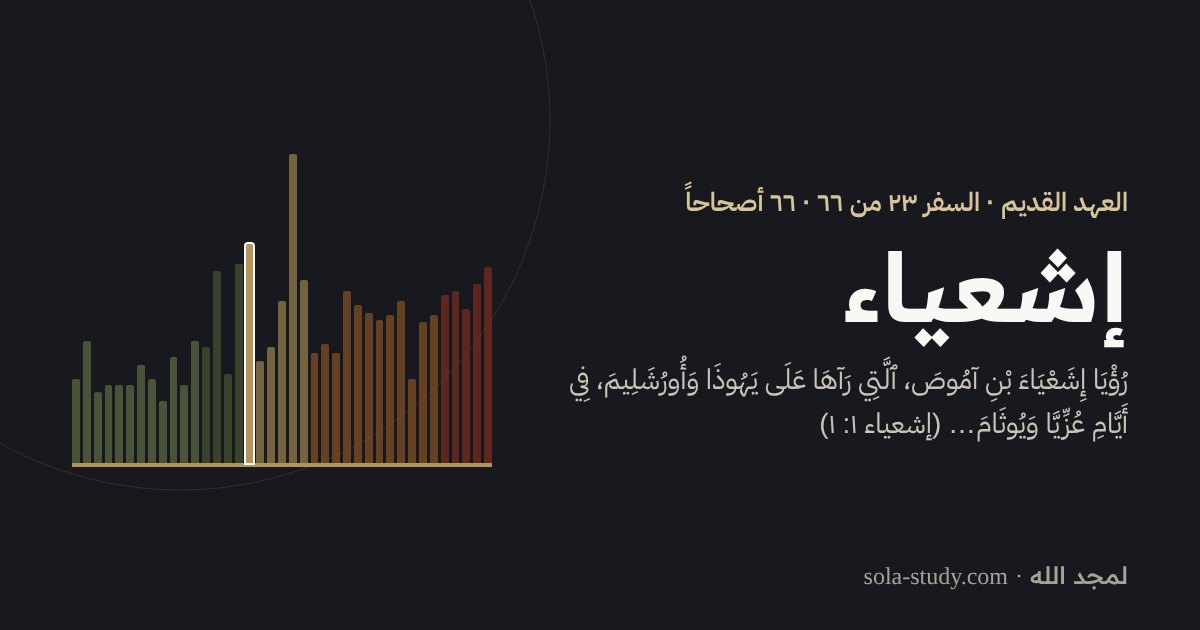 العهد القديم · السفر ٢٣ من ٦٦ · ٦٦ أصحاحاً
إشعياء
رُؤْيَا إِشَعْيَاءَ بْنِ آمُوصَ، ٱلَّتِي رَآهَا عَلَى يَهُوذَا وَأُورُشَلِيمَ، فِي
أَيَّامِ عُزِّيَّا وَيُوثَامَ… (إشعياء ١: ١)
لمجد الله · sola-study.com